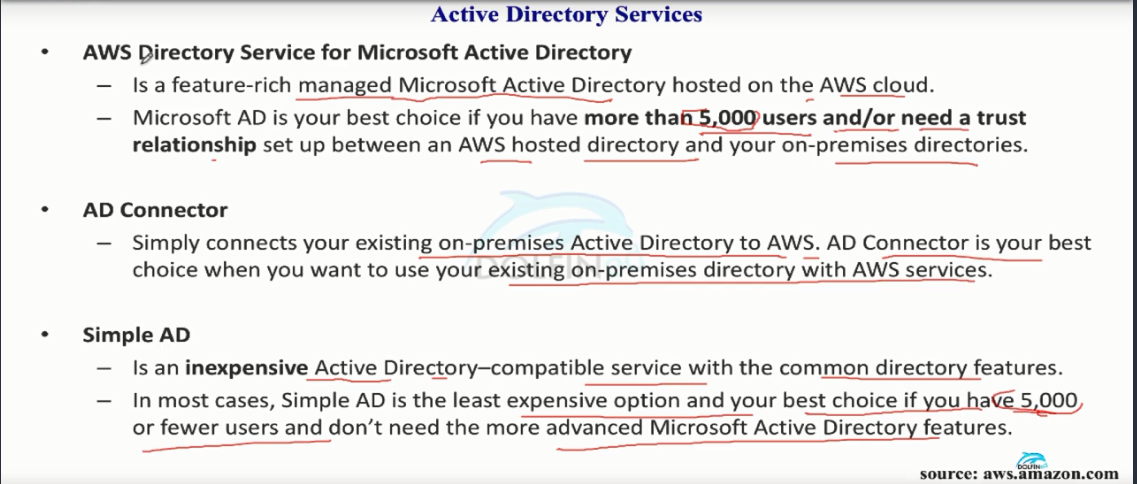 Active Directory Services
• AWS Directory Service for Microsoft Active Directory
– Is a feature-rich managed Microsoft Active Directory hosted on the AWS cloud.
– Microsoft AD is your best choice if you have more than 5,000 users and/or need a trust
relationship set up between an AWS hosted directory and your on-premises directories.
• AD Connector
– Simply connects your existing on-premises Active Directory to AWS. AD Connector is your best
choice when you want to use your existing on-premises directory with AWS services.
• Simple AD
– Is an inexpensive Active Directory–compatible service with the common directory features.
– In most cases, Simple AD is the least expensive option and your best choice if you have 5,000
or fewer users and don’t need the more advanced Microsoft Active Directory features.
DOLFIN
source: aws.amazon.com